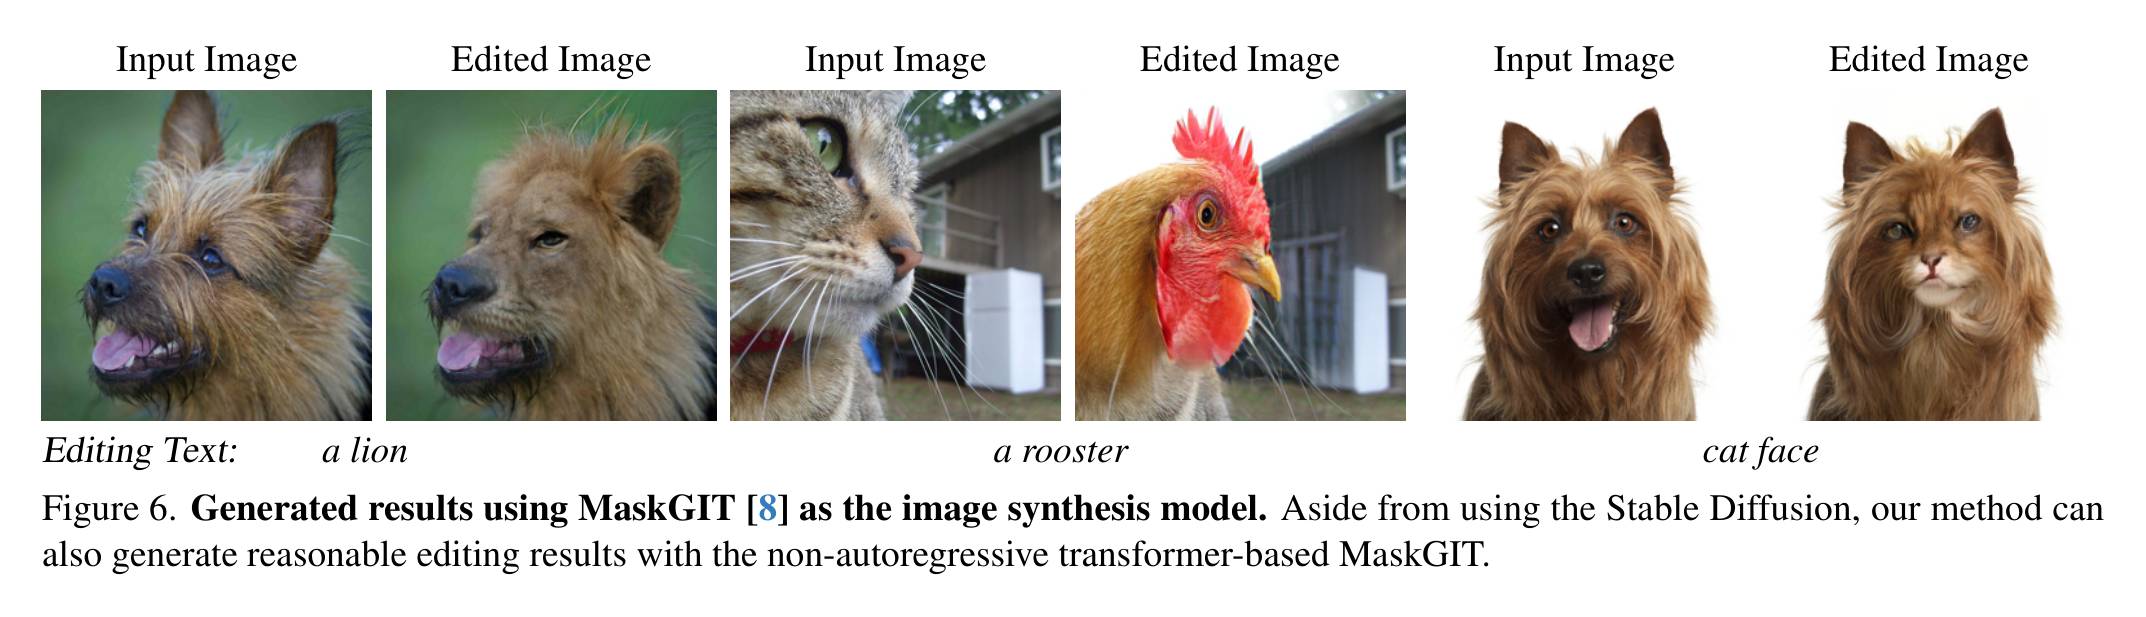 Input Image Edited Image Input Image Edited Image Input Image Edited Image
Editing Text: a lion a rooster cat face
Figure 6. Generated results using MaskGIT [8] as the image synthesis model. Aside from using the Stable Diffusion, our method can
also generate reasonable editing results with the non-autoregressive transformer-based MaskGIT.